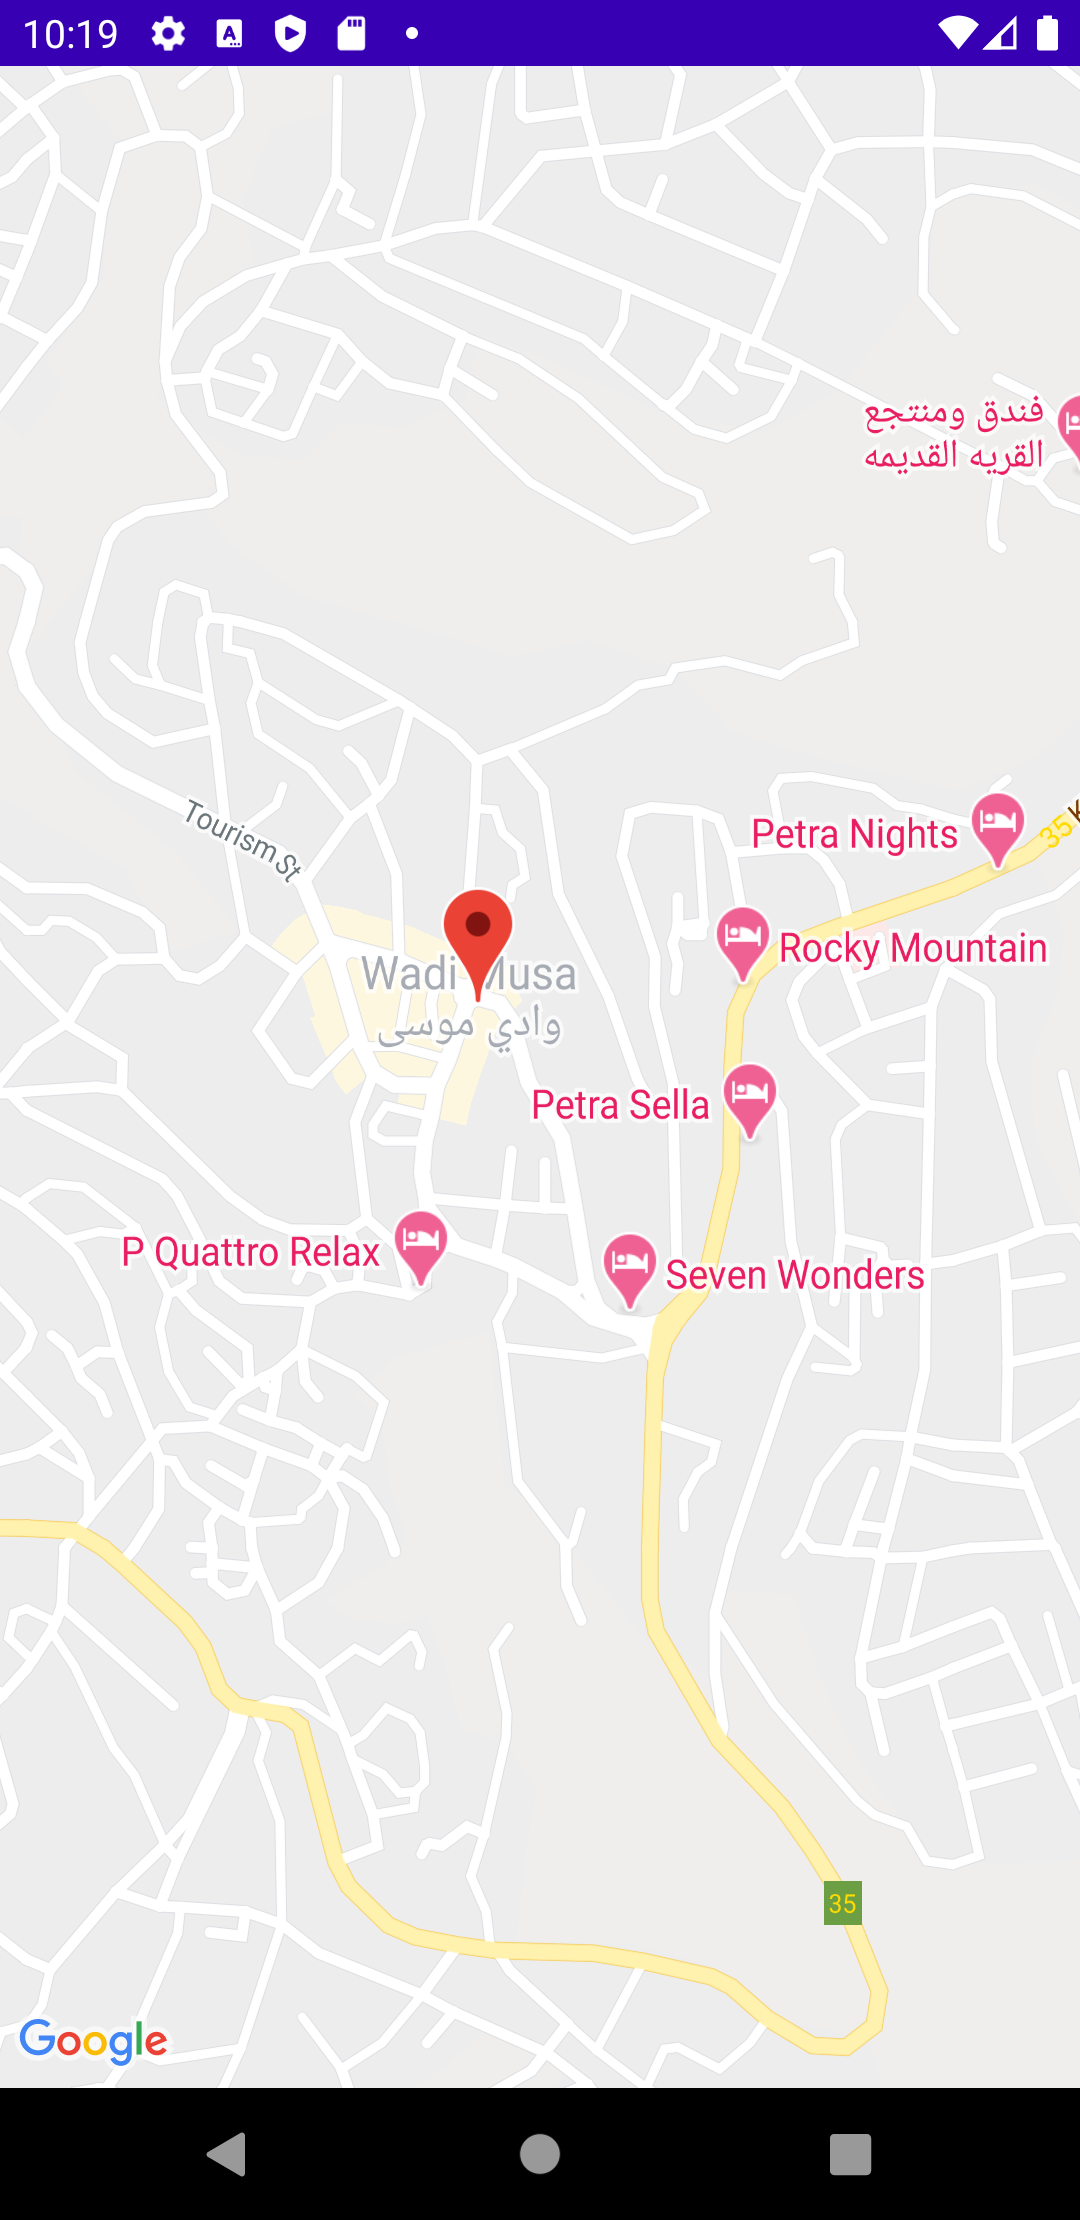 10:19
فندق ومنتجع
القريه القديمه
Tourism St
Petra Nights
35
Rocky Mountain
Wadi Musa
وادي موسى
Petra Sella
P Quattro Relax
Seven Wonders
35
Google